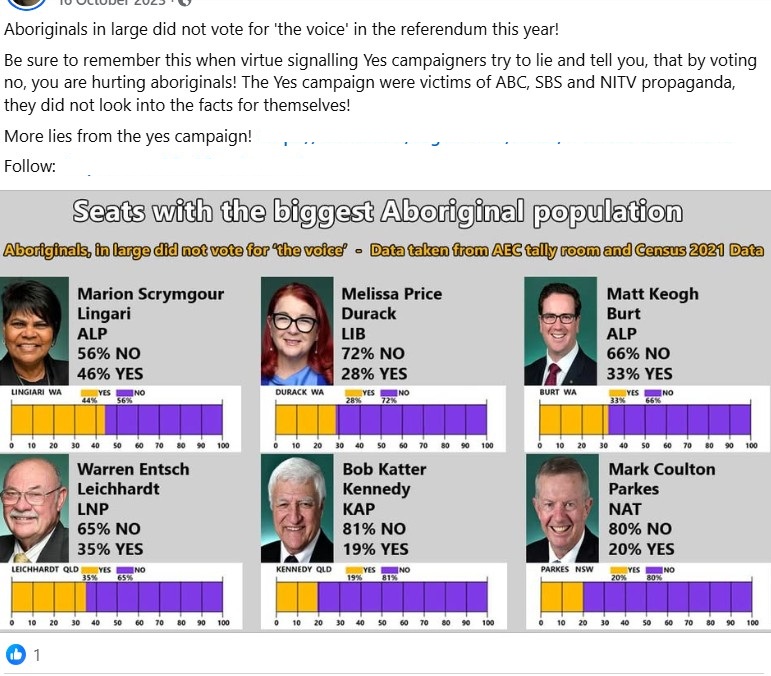 16 October 2023 ·
Aboriginals in large did not vote for 'the voice' in the referendum this year!
Be sure to remember this when virtue signalling Yes campaigners try to lie and tell you, that by voting
no, you are hurting aboriginals! The Yes campaign were victims of ABC, SBS and NITV propaganda,
they did not look into the facts for themselves!
More lies from the yes campaign!
Follow:
Seats with the biggest Aboriginal population
Aboriginals, in large did not vote for 'the voice' - Data taken from AEC tally room and Census 2021 Data
Marion Scrymgour
Lingari
ALP
56% NO
46% YES
LINGIARI WA YES NO
44% 56%
0 10 20 30 40 50 60 70 80 90 100
Melissa Price
Durack
LIB
72% NO
28% YES
DURACK WA YES NO
28% 72%
0 10 20 30 40 50 60 70 80 90 100
Matt Keogh
Burt
ALP
66% NO
33% YES
BURT WA YES NO
33% 66%
0 10 20 30 40 50 60 70 80 90 100
Warren Entsch
Leichhardt
LNP
65% NO
35% YES
LEICHHARDT QLD YES NO
35% 65%
0 10 20 30 40 50 60 70 80 90 100
Bob Katter
Kennedy
KAP
81% NO
19% YES
KENNEDY QLD YES NO
19% 81%
0 10 20 30 40 50 60 70 80 90 100
Mark Coulton
Parkes
NAT
80% NO
20% YES
PARKES NSW YES NO
20% 80%
0 10 20 30 40 50 60 70 80 90 100
1